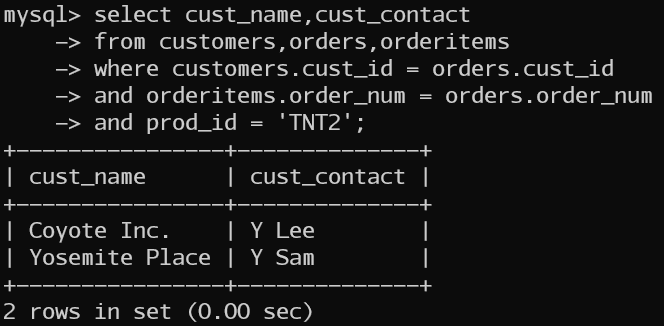 mysql> select cust_name,cust_contact
    -> from customers,orders,orderitems
    -> where customers.cust_id = orders.cust_id
    -> and orderitems.order_num = orders.order_num
    -> and prod_id = 'TNT2';
+----------------+--------------+
| cust_name      | cust_contact |
+----------------+--------------+
| Coyote Inc.    | Y Lee        |
| Yosemite Place | Y Sam        |
+----------------+--------------+
2 rows in set (0.00 sec)